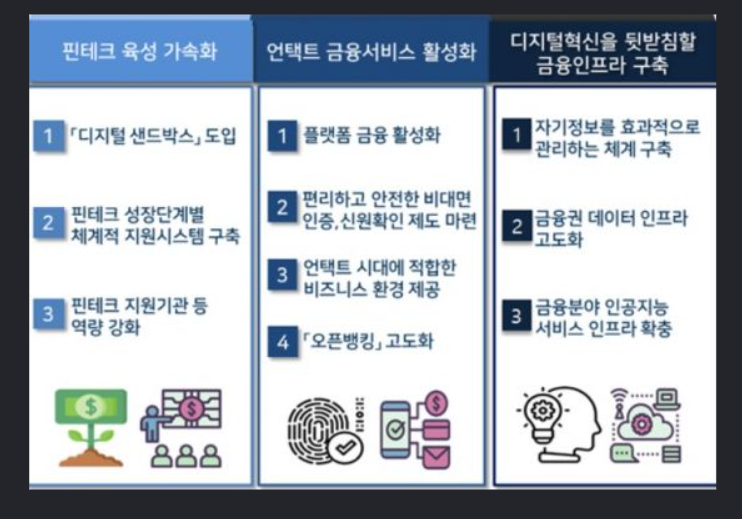 핀테크 육성 가속화
1 「디지털 샌드박스」 도입
2 핀테크 성장단계별
체계적 지원시스템 구축
3 핀테크 지원기관 등
역량 강화
언택트 금융서비스 활성화
1 플랫폼 금융 활성화
2 편리하고 안전한 비대면
인증,신원확인 제도 마련
3 언택트 시대에 적합한
비즈니스 환경 제공
4 「오픈뱅킹」 고도화
디지털혁신을 뒷받침할
금융인프라 구축
1 자기정보를 효과적으로
관리하는 체계 구축
2 금융권 데이터 인프라
고도화
3 금융분야 인공지능
서비스 인프라 확충